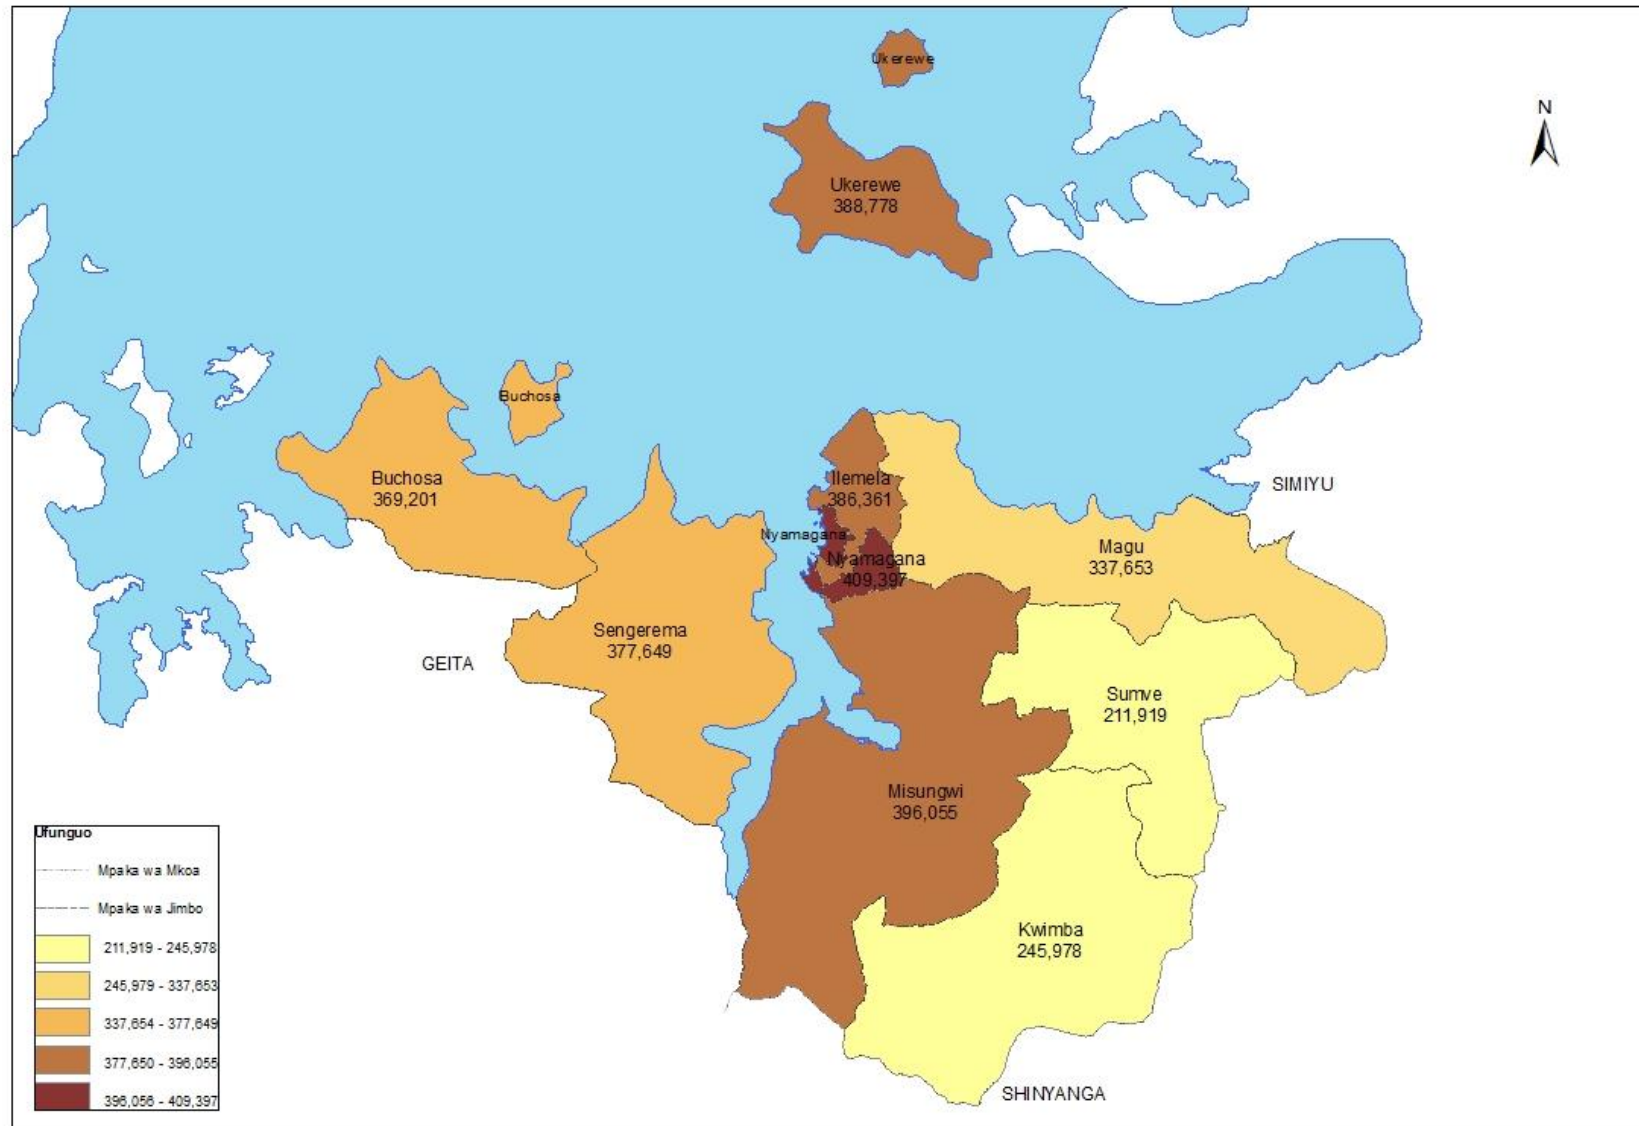 N
Ukerewe
Ukerewe
388,778
Buchosa
Buchosa
369,201
Ilemela
386,361
SIMIYU
Nyamagana
Nyamagana
409,397
Magu
337,653
Sengerema
377,649
GEITA
Sumve
211,919
Misungwi
396,055
Kwimba
245,978
SHINYANGA
Ufunguo
Mpaka wa Mkoa
Mpaka wa Jimbo
211,919 - 245,978
245,979 - 337,653
337,654 - 377,649
377,650 - 396,055
396,056 - 409,397